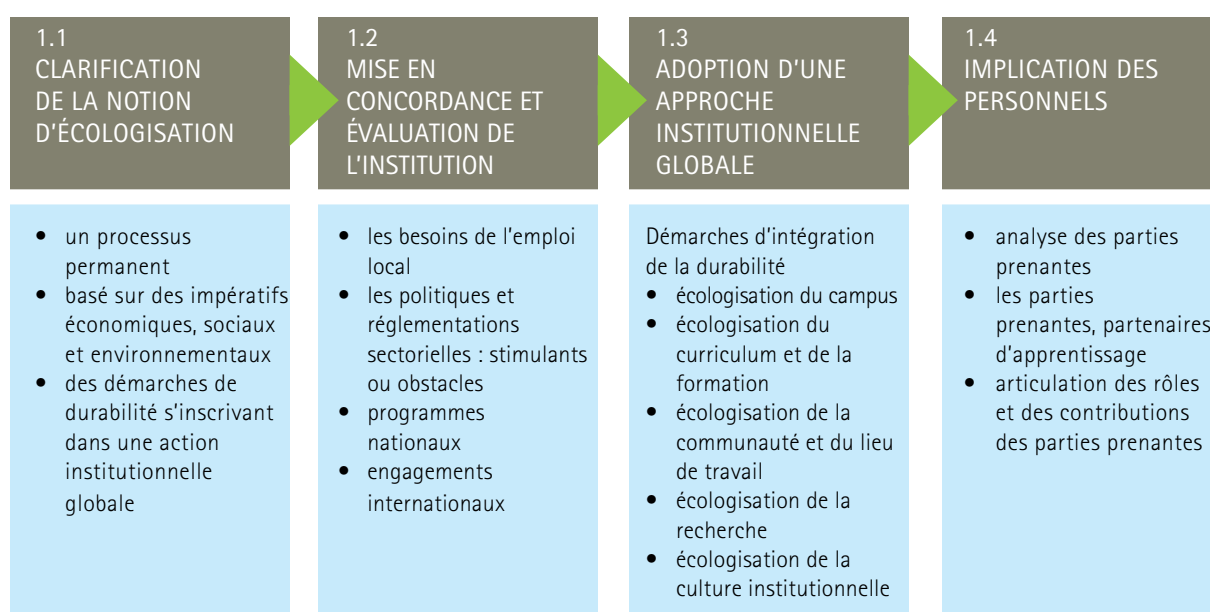 1.1
CLARIFICATION
DE LA NOTION
D'ÉCOLOGISATION
• un processus
permanent
• basé sur des impératifs
économiques, sociaux
et environnementaux
• des démarches de
durabilité s'inscrivant
dans une action
institutionnelle
globale
1.2
MISE EN
CONCORDANCE ET
ÉVALUATION DE
L'INSTITUTION
• les besoins de l'emploi
local
• les politiques et
réglementations
sectorielles : stimulants
ou obstacles
• programmes
nationaux
• engagements
internationaux
1.3
ADOPTION D'UNE
APPROCHE
INSTITUTIONNELLE
GLOBALE
Démarches d'intégration
de la durabilité
• écologisation du campus
• écologisation du
curriculum et de la
formation
• écologisation de la
communauté et du lieu
de travail
• écologisation de la
recherche
• écologisation de la
culture institutionnelle
1.4
IMPLICATION DES
PERSONNELS
• analyse des parties
prenantes
• les parties
prenantes, partenaires
d'apprentissage
• articulation des rôles
et des contributions
des parties prenantes